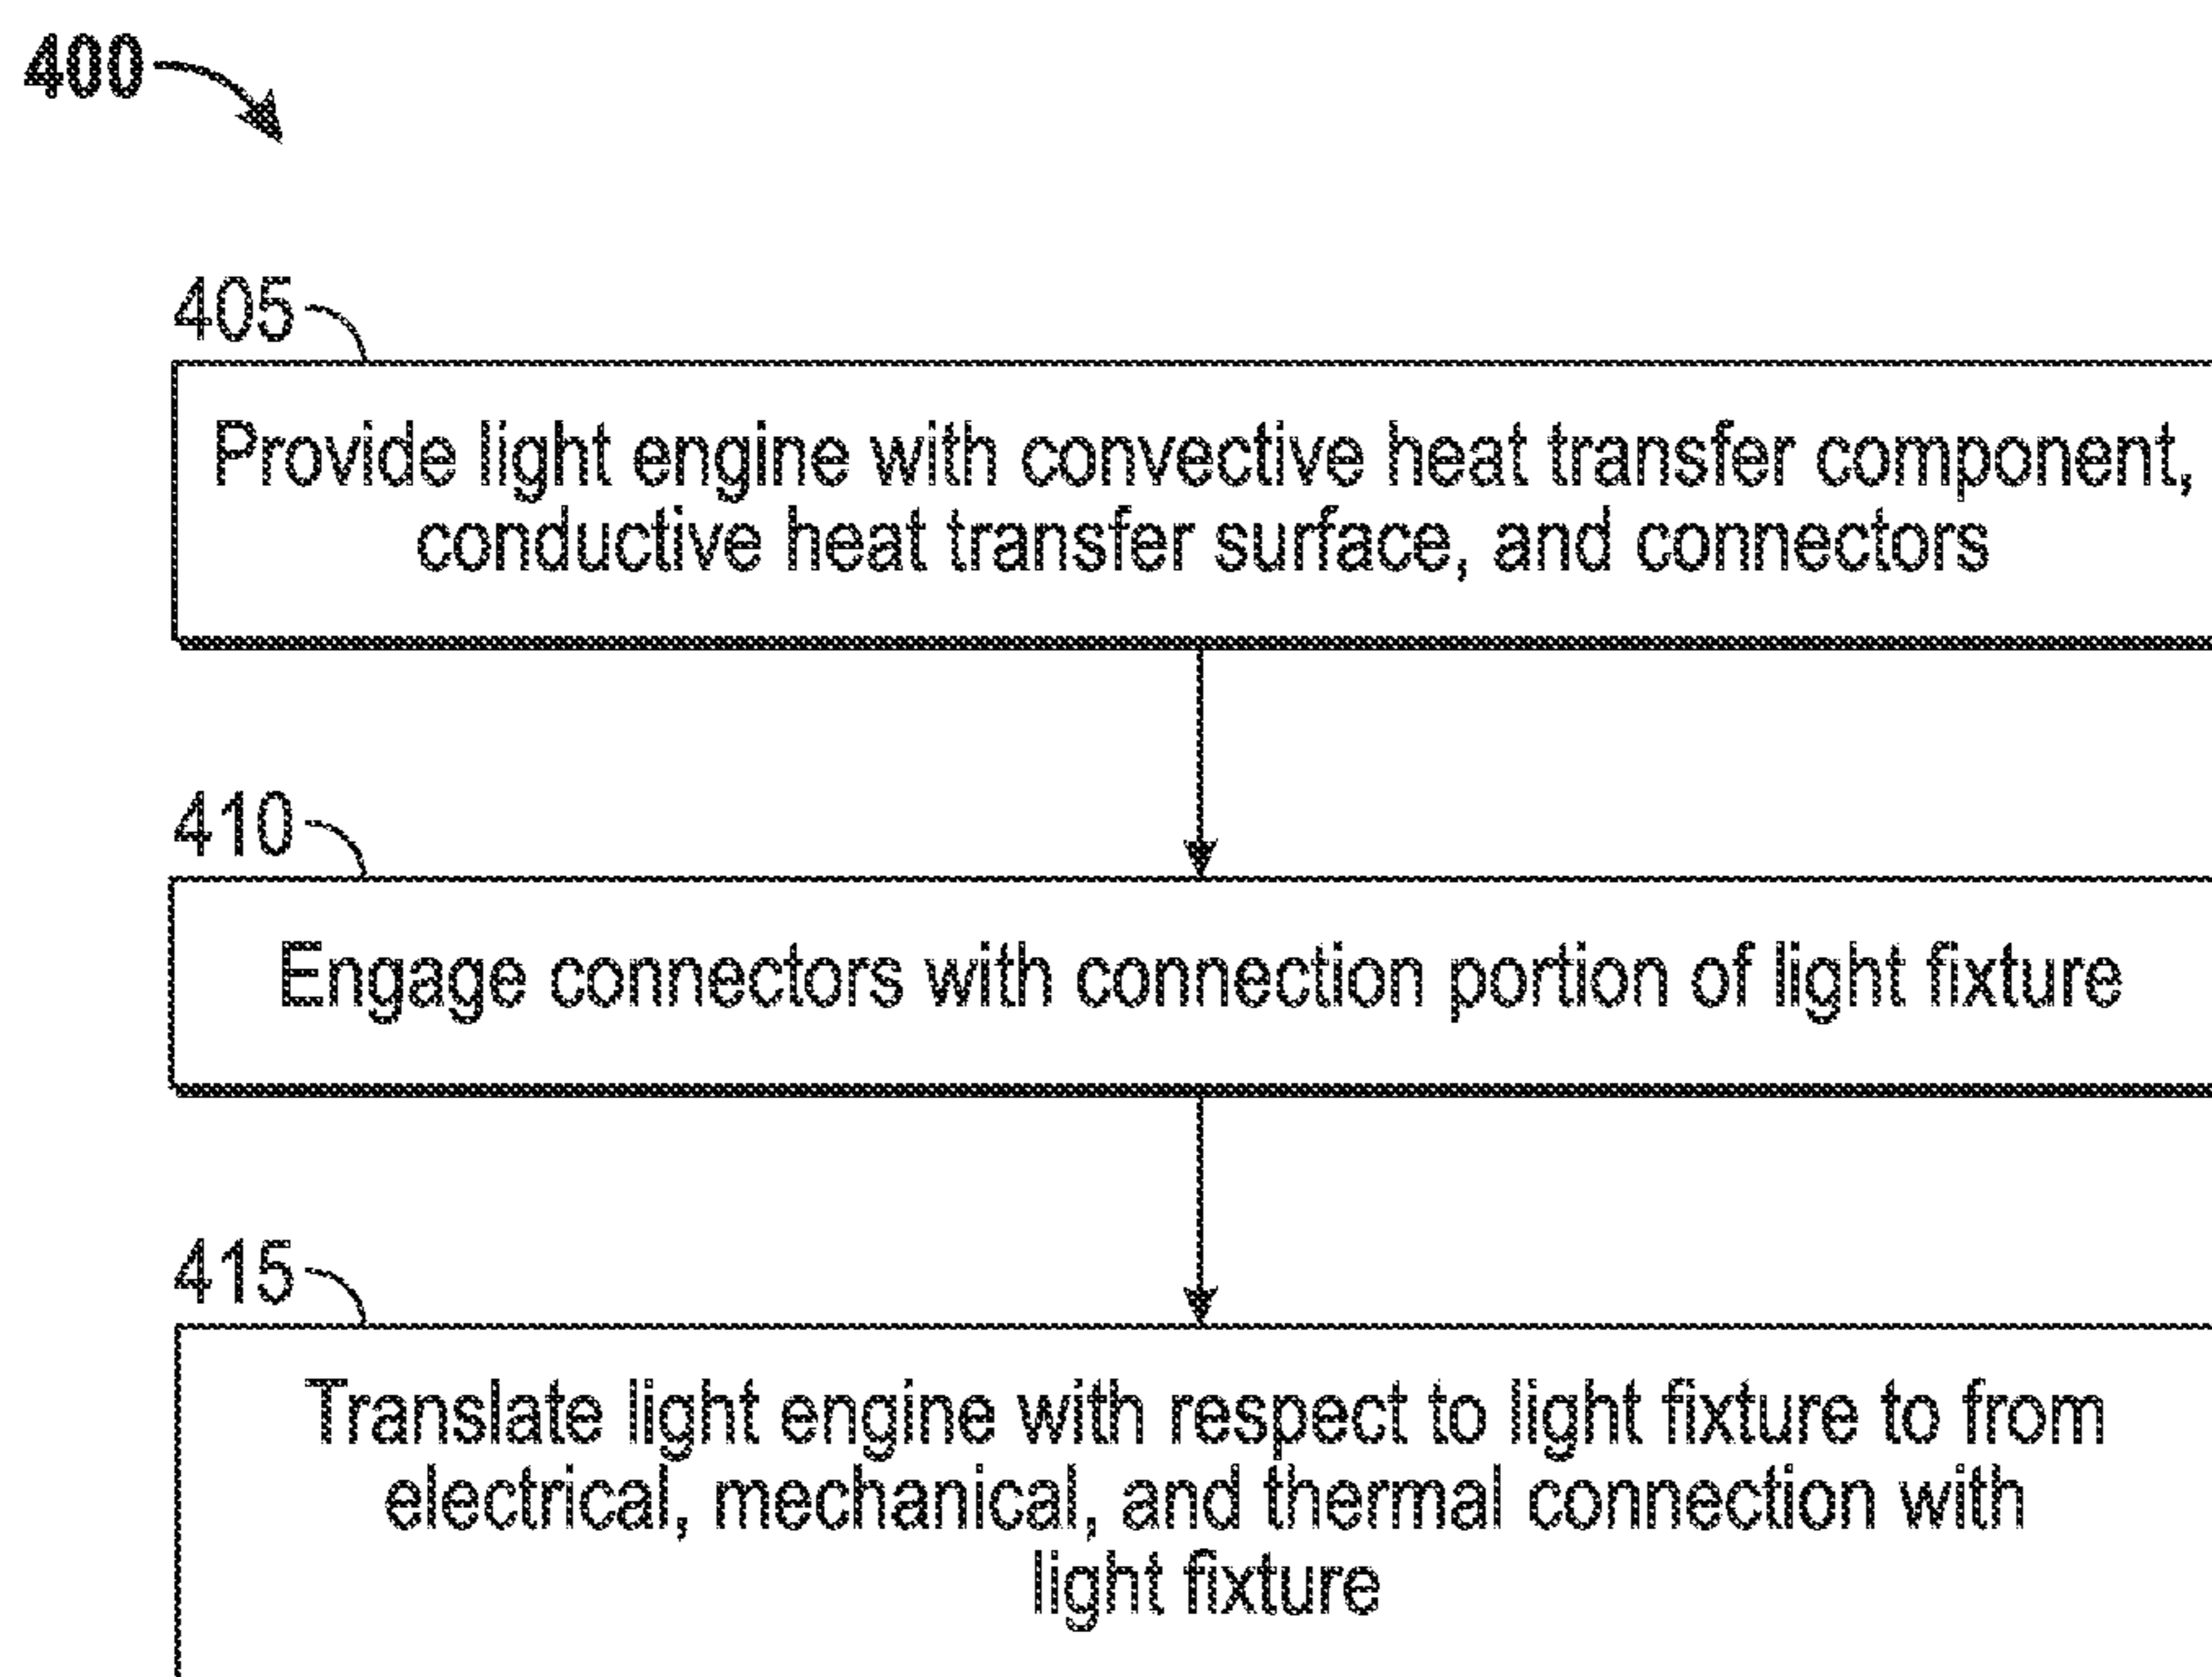 400
405
Provide light engine with convective heat transfer component,
conductive heat transfer surface, and connectors
410
Engage connectors with connection portion of light fixture
415
Translate light engine with respect to light fixture to from
electrical, mechanical, and thermal connection with
light fixture